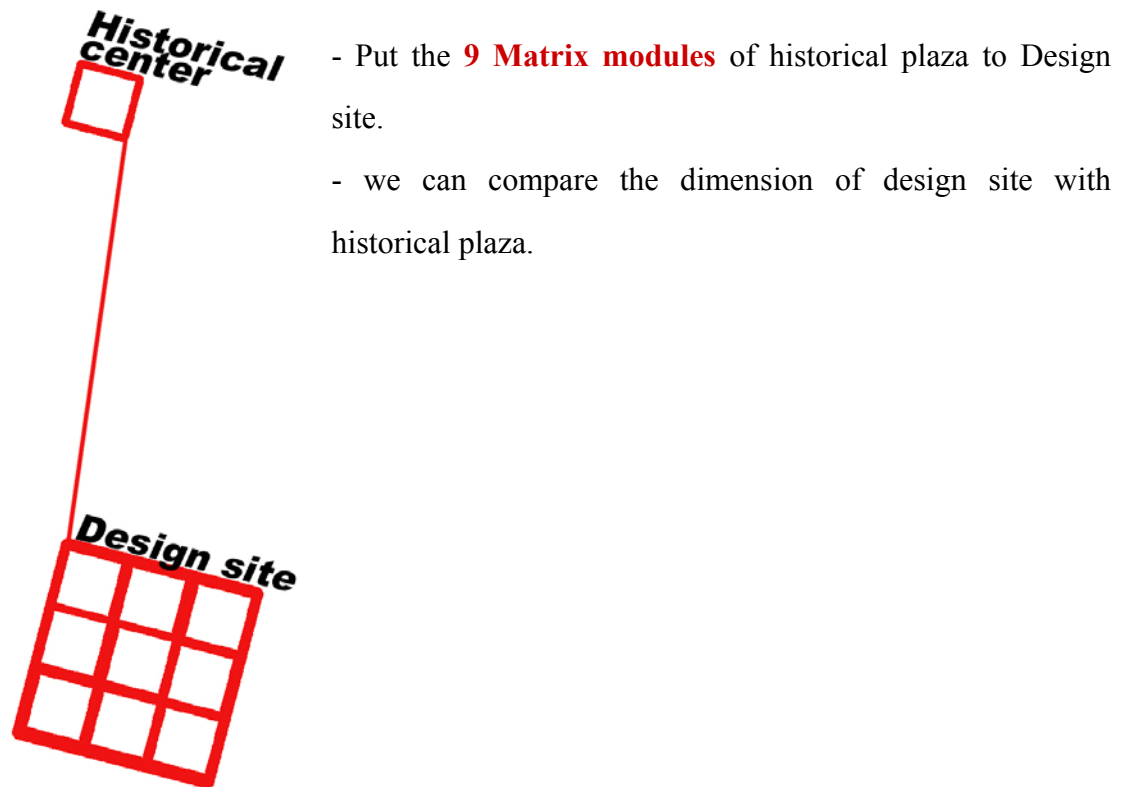 Historical
center
- Put the 9 Matrix modules of historical plaza to Design
site.
- we can compare the dimension of design site with
historical plaza.
Design site